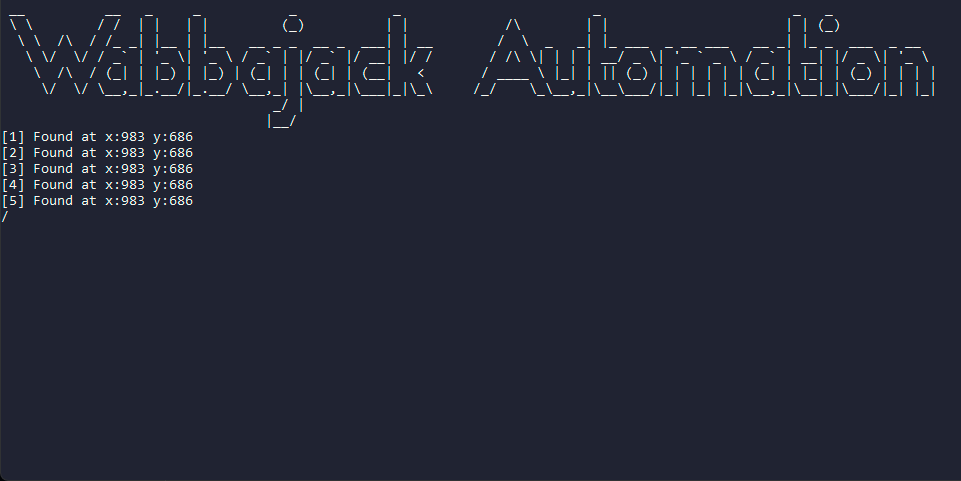 Wabbajack Automation
[1] Found at x:983 y:686
[2] Found at x:983 y:686
[3] Found at x:983 y:686
[4] Found at x:983 y:686
[5] Found at x:983 y:686
/